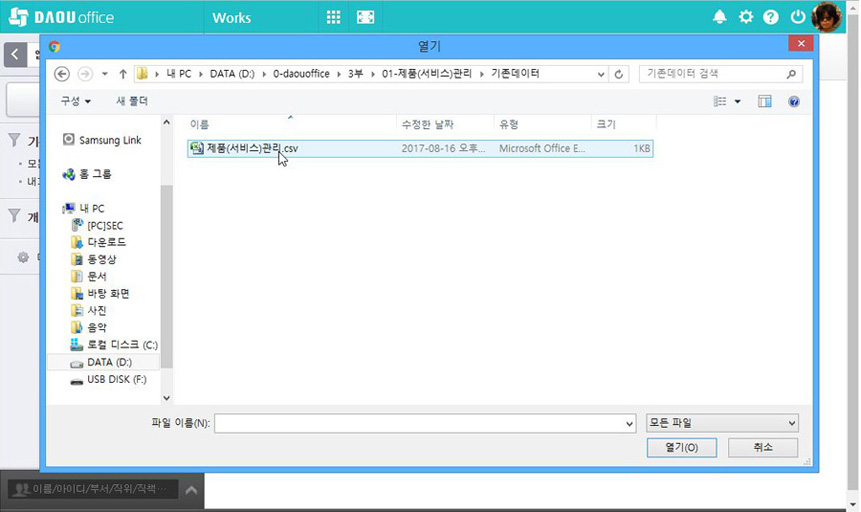 DAOU office
Works
열기
내 PC
DATA (D:)
0-daouoffice
3부
01-제품(서비스)관리
기존데이터
기존데이터 검색
구성
새 폴더
Samsung Link
홈 그룹
내 PC
[PC]SEC
다운로드
동영상
문서
바탕 화면
사진
음악
로컬 디스크 (C:)
DATA (D:)
USB DISK (F:)
이름
수정한 날짜
유형
크기
제품(서비스)관리.csv
2017-08-16 오후...
Microsoft Office E...
1KB
파일 이름(N):
모든 파일
열기(O)
취소
이름/아이디/부서/직위/직책…